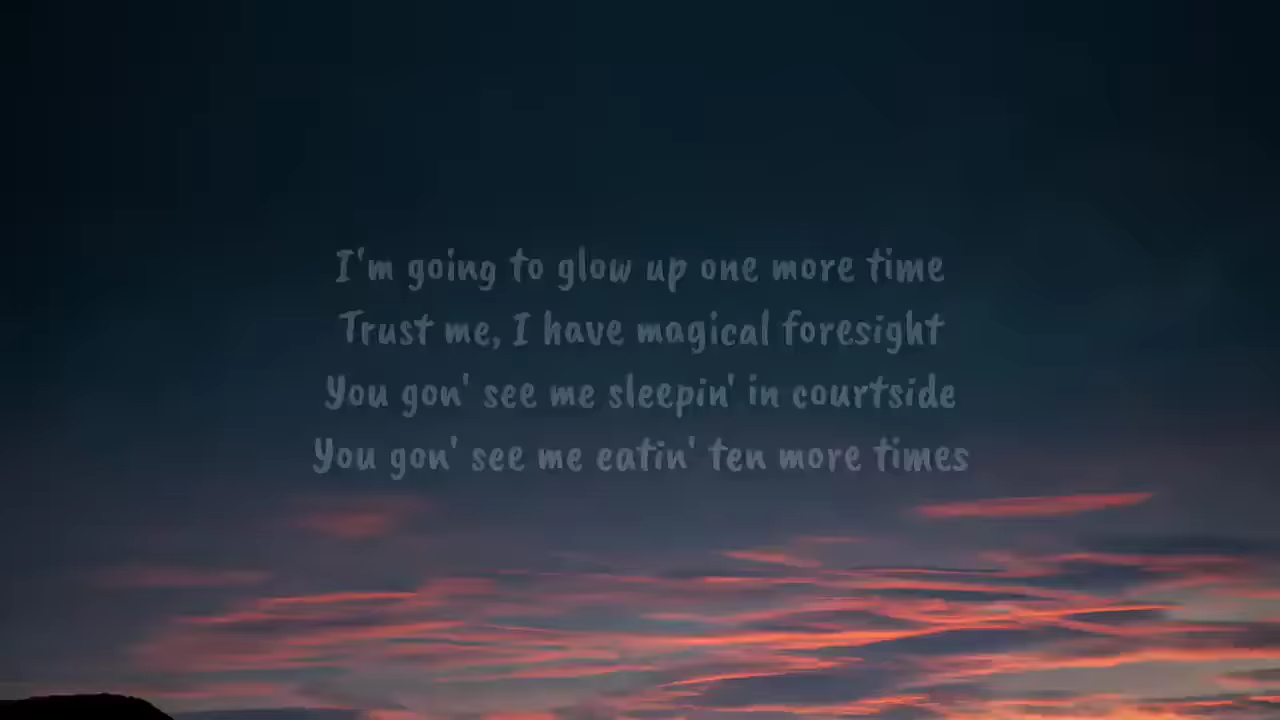 I'm going to glow up one more time
Trust me, I have magical foresight
You gon' see me sleepin' in courtside
You gon' see me eatin' ten more times